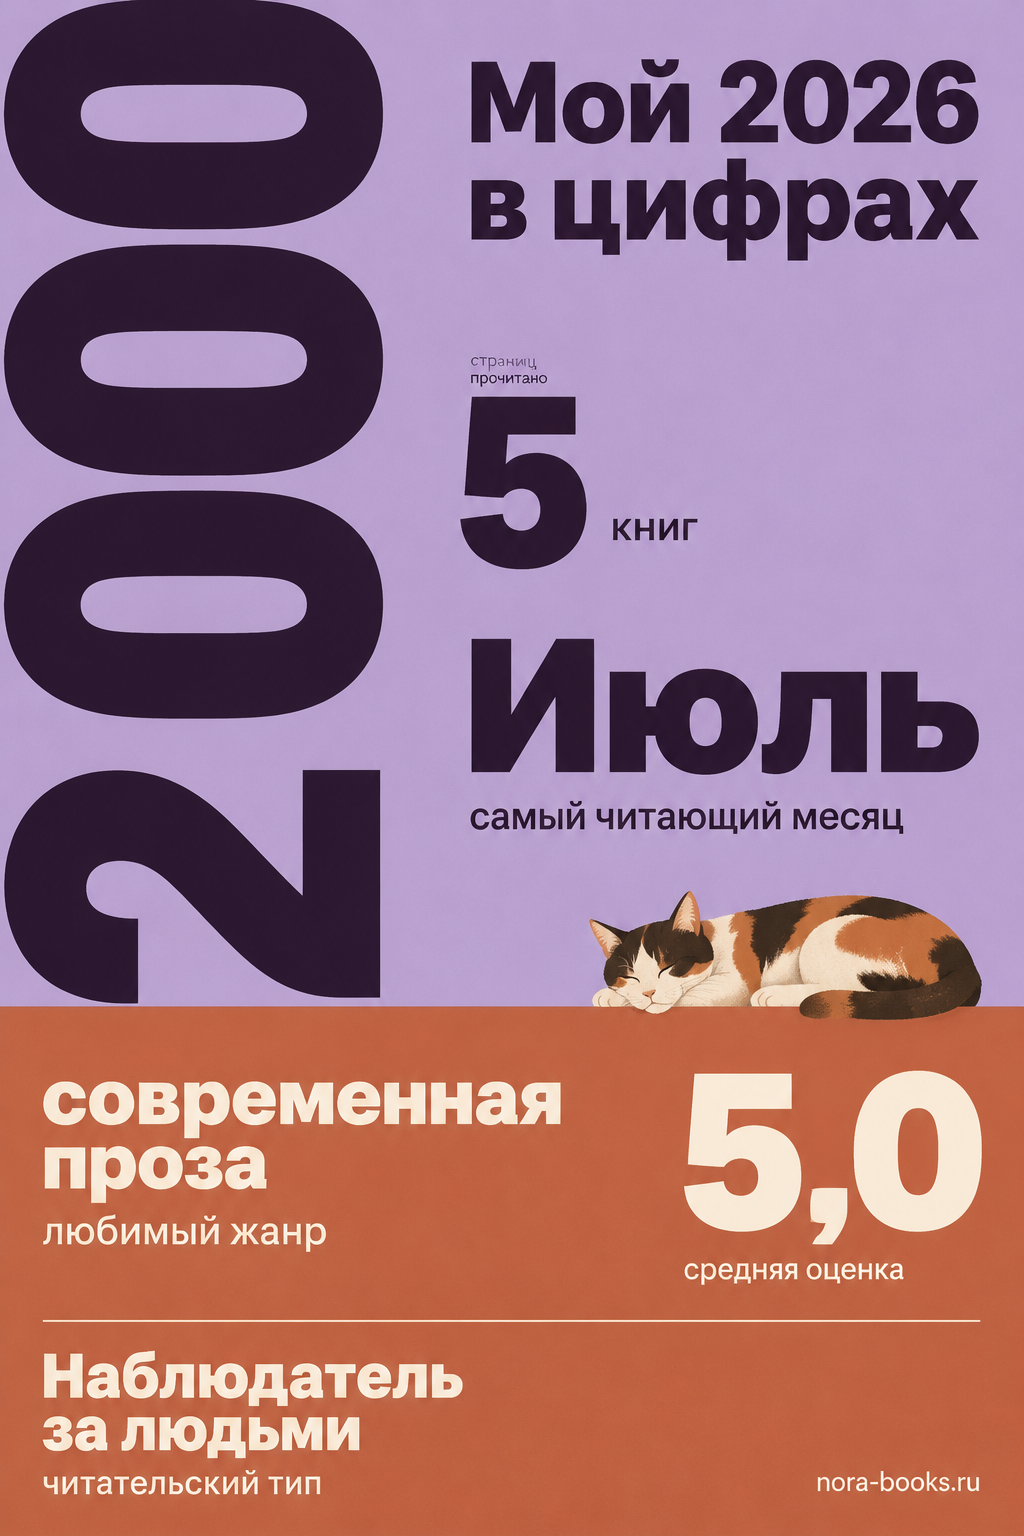 2000
Мой 2026
в цифрах
страниц
прочитано
5 книг
Июль
самый читающий месяц
современная
проза
любимый жанр
5,0
средняя оценка
Наблюдатель
за людьми
читательский тип
nora-books.ru